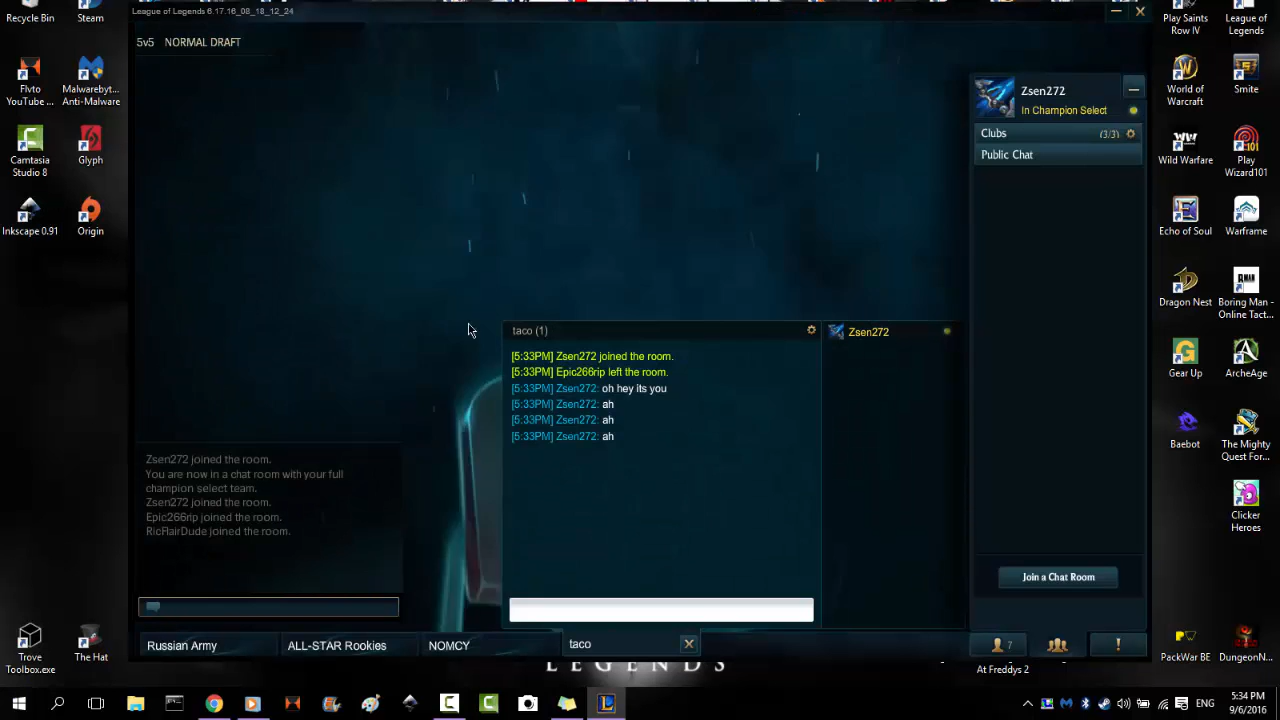 Recycle Bin
Steam
Flvto
YouTube ...
Malwarebyt...
Anti-Malware
Camtasia
Studio 8
Glyph
Inkscape 0.91
Origin
Trove
Toolbox.exe
The Hat
League of Legends 6.17.16_08_18_12_24
5v5 NORMAL DRAFT
Zsen272
In Champion Select
Clubs (3/3)
Public Chat
taco (1)
Zsen272
[5:33PM] Zsen272 joined the room.
[5:33PM] Epic266rip left the room.
[5:33PM] Zsen272: oh hey its you
[5:33PM] Zsen272: ah
[5:33PM] Zsen272: ah
[5:33PM] Zsen272: ah
Zsen272 joined the room.
You are now in a chat room with your full
champion select team.
Zsen272 joined the room.
Epic266rip joined the room.
RicFlairDude joined the room.
Join a Chat Room
Russian Army
ALL-STAR Rookies
NOMCY
taco
7
LEGENDS
At Freddys 2
Play Saints
Row IV
League of
Legends
World of
Warcraft
Smite
Wild Warfare
Play
Wizard101
Echo of Soul
Warframe
Dragon Nest
Boring Man -
Online Tact...
Gear Up
ArcheAge
Baebot
The Mighty
Quest For...
Clicker
Heroes
PackWar BE
DungeonN...
ENG
5:34 PM
9/6/2016